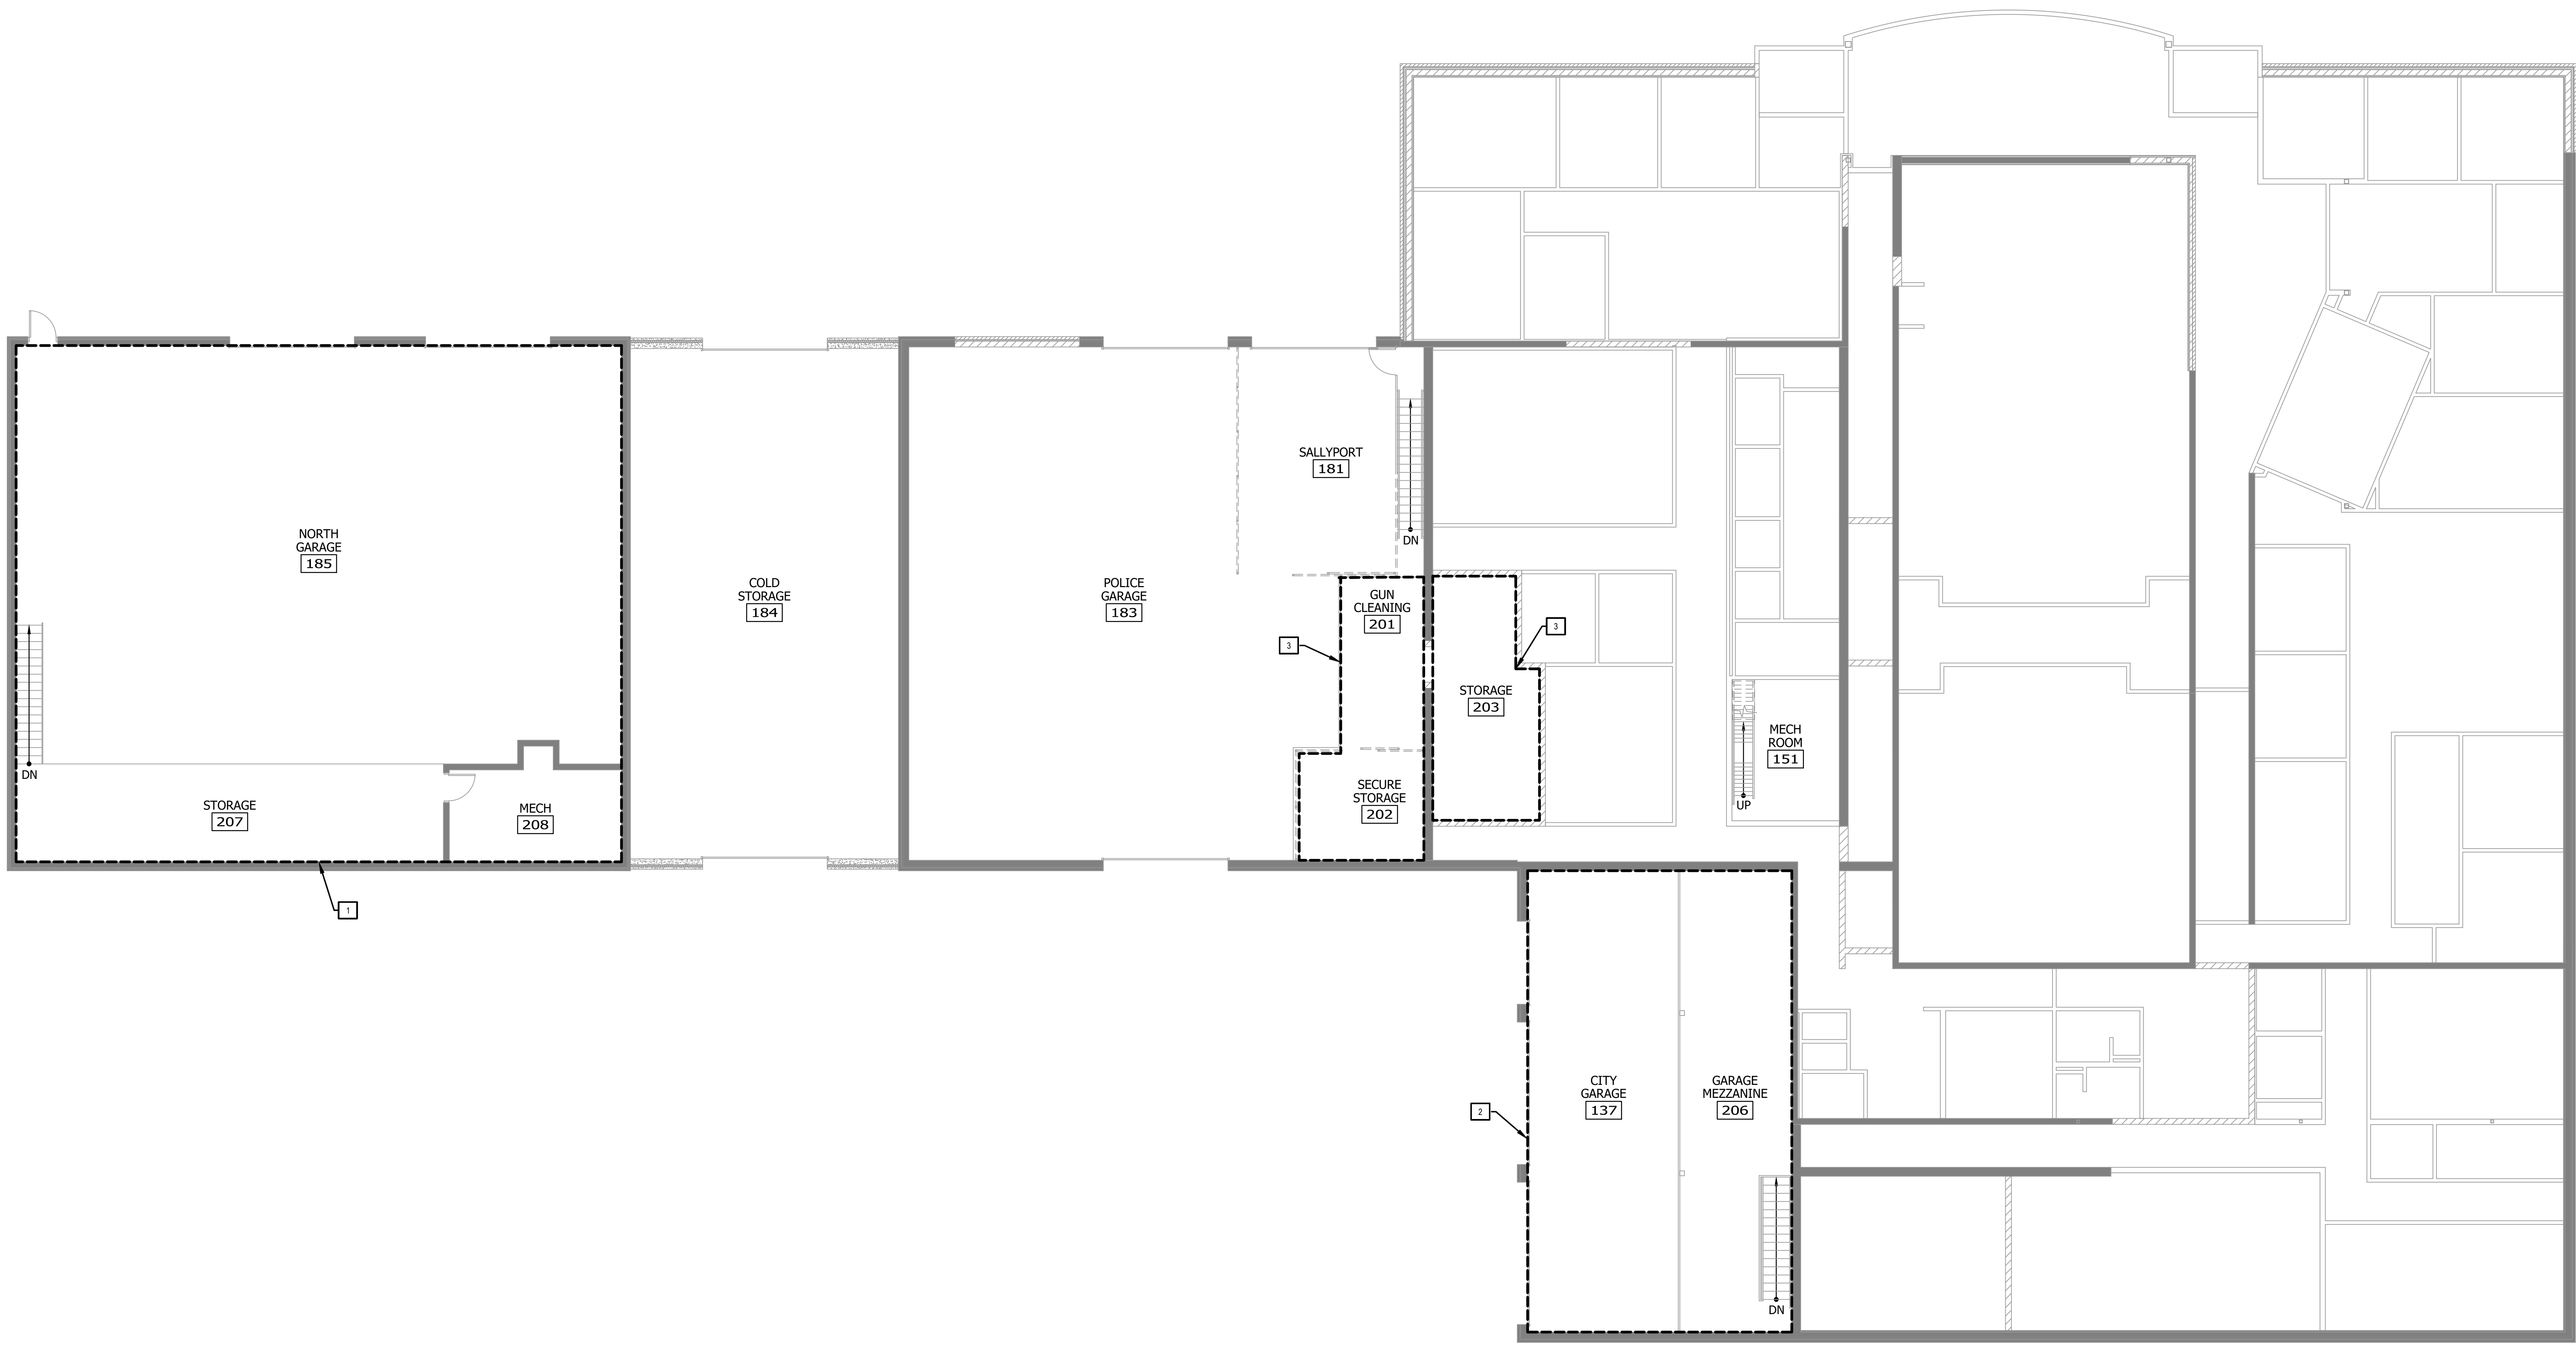 SALLYPORT
181
NORTH
GARAGE
185
COLD
STORAGE
184
POLICE
GARAGE
183
DN
GUN
CLEANING
201
3
3
STORAGE
203
MECH
ROOM
151
UP
DN
STORAGE
207
MECH
208
SECURE
STORAGE
202
1
CITY
GARAGE
137
GARAGE
MEZZANINE
206
2
DN